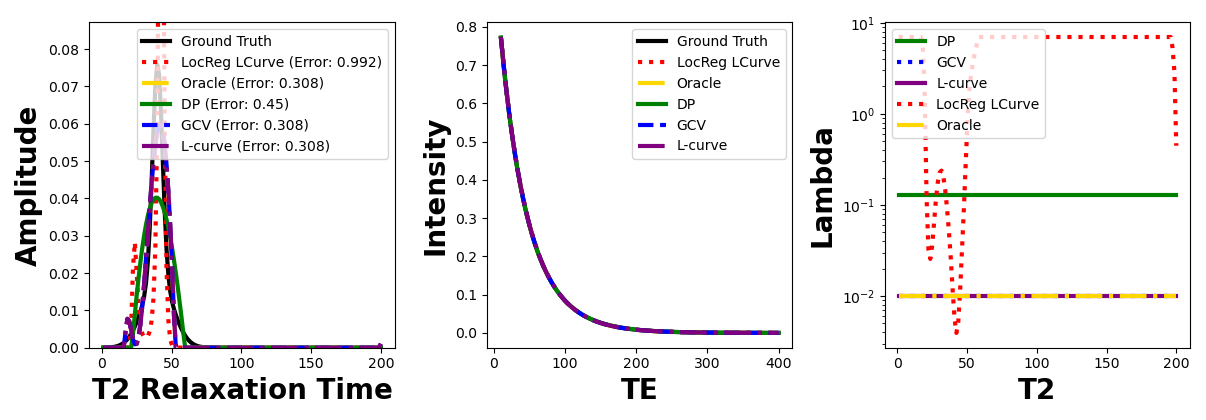 Amplitude
0.08
0.07
0.06
0.05
0.04
0.03
0.02
0.01
0.00
0
50
100
150
200
T2 Relaxation Time
Ground Truth
LocReg LCurve (Error: 0.992)
Oracle (Error: 0.308)
DP (Error: 0.45)
GCV (Error: 0.308)
L-curve (Error: 0.308)
Intensity
0.8
0.7
0.6
0.5
0.4
0.3
0.2
0.1
0.0
0
100
200
300
400
TE
Ground Truth
LocReg LCurve
Oracle
DP
GCV
L-curve
Lambda
10^1
10^0
10^-1
10^-2
0
50
100
150
200
T2
DP
GCV
L-curve
LocReg LCurve
Oracle